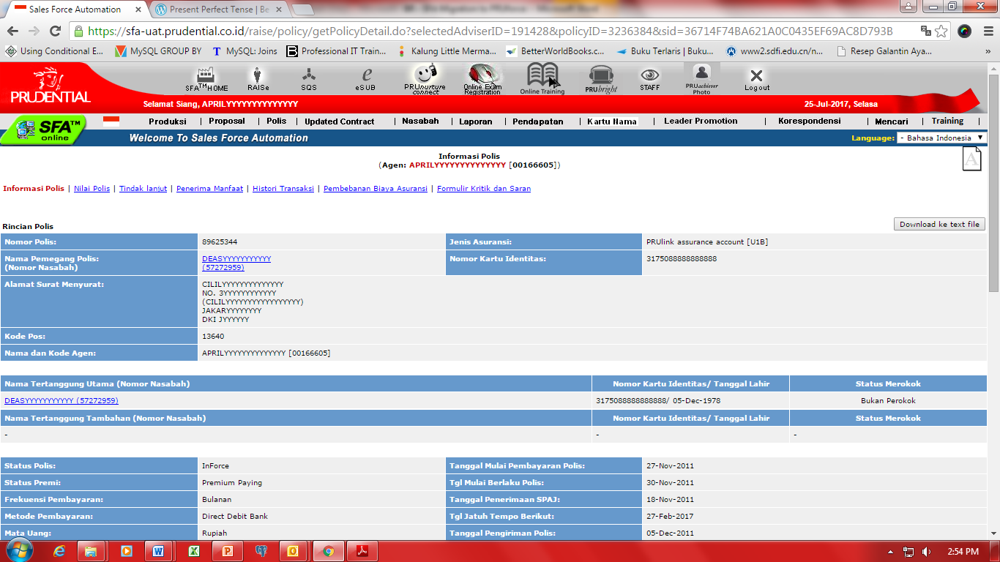 Sales Force Automation
Present Perfect Tense | Be
https://sfa-uat.prudential.co.id/raise/policy/getPolicyDetail.do?selectedAdviserID=191428&policyID=3236384&sid=36714F74BA621A0C0435EF69AC8D793B
Using Conditional E... MySQL GROUP BY MySQL: Joins Professional IT Train... Kalung Little Merma... BetterWorldBooks.c... Buku Terlaris | Buku... www2.sdfi.edu.cn/n... Resep Galantin Aya... »
PRUDENTIAL
SFA™HOME RAISe SQS eSUB PRUnurture connect Online Exam Registration Online Training PRUbright STAFF PRUachiever Photo Logout
Selamat Siang, APRILYYYYYYYYYYYYYY 25-Jul-2017, Selasa
Produksi | Proposal | Polis | Updated Contract | Nasabah | Laporan | Pendapatan | Kartu Nama | Leader Promotion | Korespondensi | Mencari | Training |
SFA™ online
Welcome To Sales Force Automation Language: - Bahasa Indonesia
Informasi Polis
(Agen: APRILYYYYYYYYYYYYYY [00166605])
A
Informasi Polis | Nilai Polis | Tindak lanjut | Penerima Manfaat | Histori Transaksi | Pembebanan Biaya Asuransi | Formulir Kritik dan Saran
Rincian Polis Download ke text file
Nomor Polis: 89625344 Jenis Asuransi: PRUlink assurance account [U1B]
Nama Pemegang Polis: DEASYYYYYYYYYYY Nomor Kartu Identitas: 3175088888888888
(Nomor Nasabah) (57272959)
Alamat Surat Menyurat: CILILYYYYYYYYYYYYYY
NO. 3YYYYYYYYYYYY
(CILILYYYYYYYYYYYYYYYYY)
JAKARYYYYYYYY
DKI JYYYYYY
Kode Pos: 13640
Nama dan Kode Agen: APRILYYYYYYYYYYYYYY [00166605]
Nama Tertanggung Utama (Nomor Nasabah) Nomor Kartu Identitas/ Tanggal Lahir Status Merokok
DEASYYYYYYYYYYY (57272959) 3175088888888888/ 05-Dec-1978 Bukan Perokok
Nama Tertanggung Tambahan (Nomor Nasabah) Nomor Kartu Identitas/ Tanggal Lahir Status Merokok
- - -
Status Polis: InForce Tanggal Mulai Pembayaran Polis: 27-Nov-2011
Status Premi: Premium Paying Tgl Mulai Berlaku Polis: 30-Nov-2011
Frekuensi Pembayaran: Bulanan Tanggal Penerimaan SPAJ: 18-Nov-2011
Metode Pembayaran: Direct Debit Bank Tgl Jatuh Tempo Berikut: 27-Feb-2017
Mata Uang: Rupiah Tanggal Pengiriman Polis: 05-Dec-2011
2:54 PM